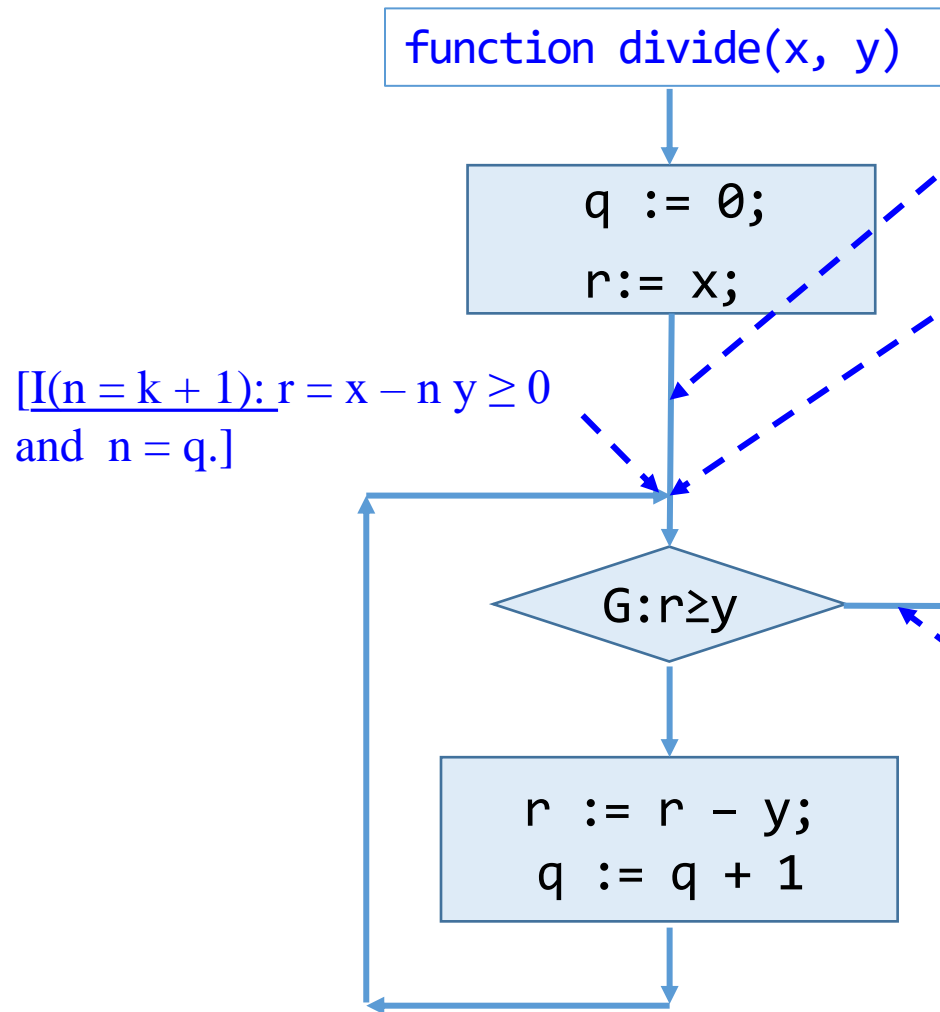 function divide(x, y)
q := 0;
r:= x;
[I(n = k + 1): r = x – n y ≥ 0
and n = q.]
G:r≥y
r := r – y;
q := q + 1